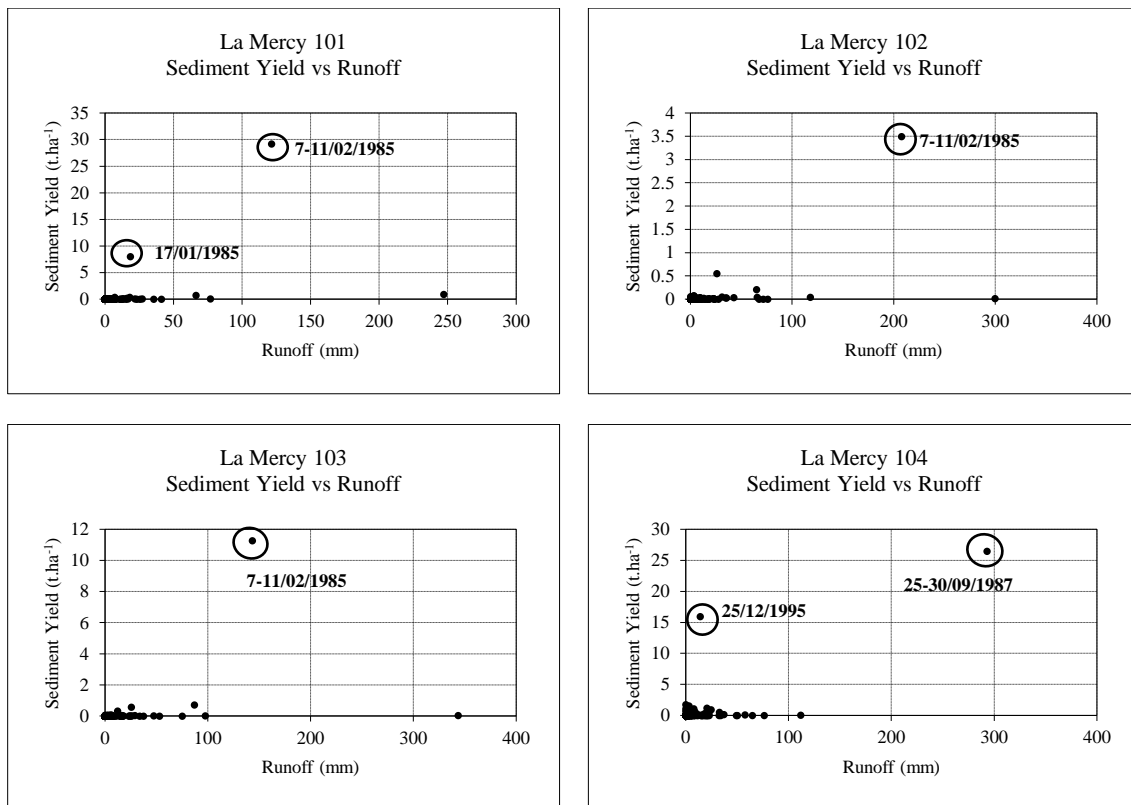 La Mercy 101
Sediment Yield vs Runoff
Sediment Yield (t.ha⁻¹)
35
30
25
20
15
10
5
0
7-11/02/1985
17/01/1985
0 50 100 150 200 250 300
Runoff (mm)
La Mercy 102
Sediment Yield vs Runoff
Sediment Yield (t.ha⁻¹)
4
3.5
3
2.5
2
1.5
1
0.5
0
7-11/02/1985
0 100 200 300 400
Runoff (mm)
La Mercy 103
Sediment Yield vs Runoff
Sediment Yield (t.ha⁻¹)
12
10
8
6
4
2
0
7-11/02/1985
0 100 200 300 400
Runoff (mm)
La Mercy 104
Sediment Yield vs Runoff
Sediment Yield (t.ha⁻¹)
30
25
20
15
10
5
0
25-30/09/1987
25/12/1995
0 100 200 300 400
Runoff (mm)